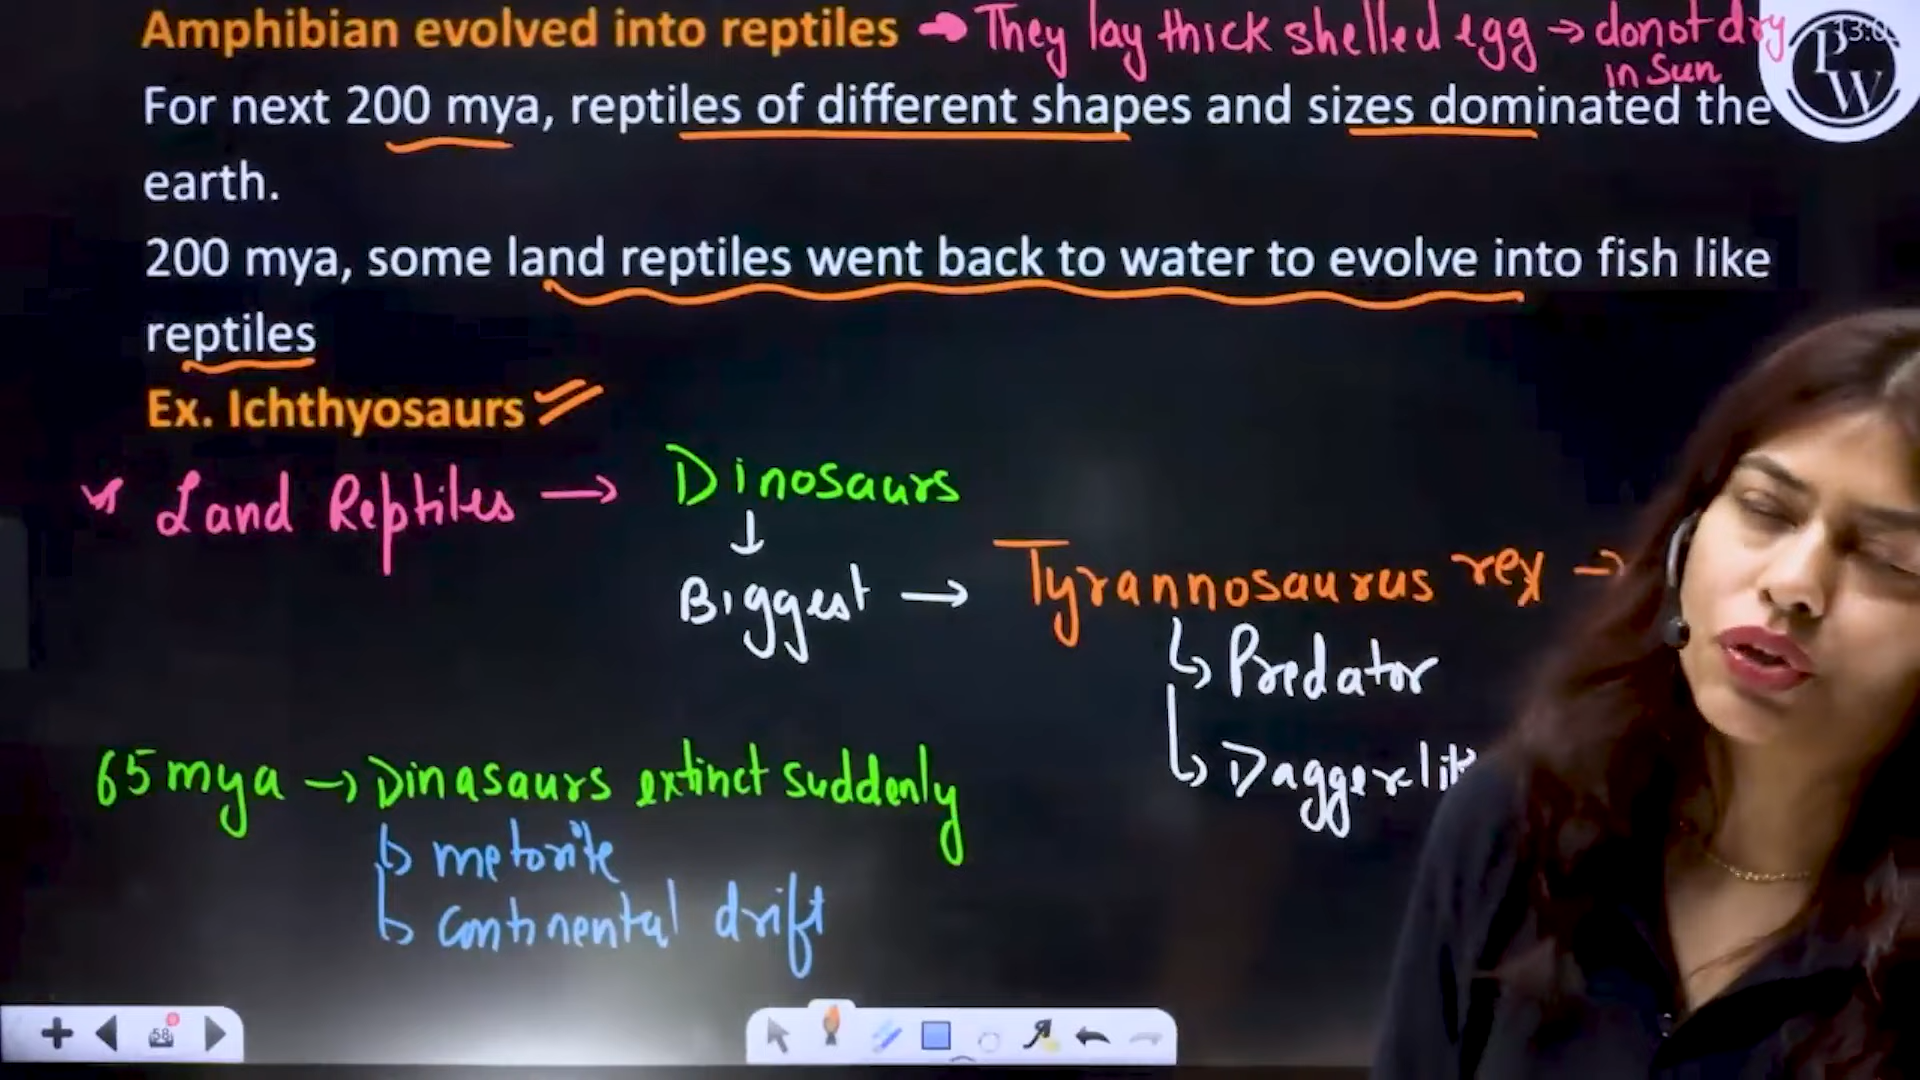 Amphibian evolved into reptiles → They lay thick shelled egg → donot dry
in Sun
For next 200 mya, reptiles of different shapes and sizes dominated the
earth.
200 mya, some land reptiles went back to water to evolve into fish like
reptiles
Ex. Ichthyosaurs
Land Reptiles → Dinosaurs
↓
Biggest → Tyrannosaurus rex →
↳ Predator
↳ Dagger
65 mya → Dinasaurs extinct suddenly
↳ metorite
↳ Continental drift
PW
58